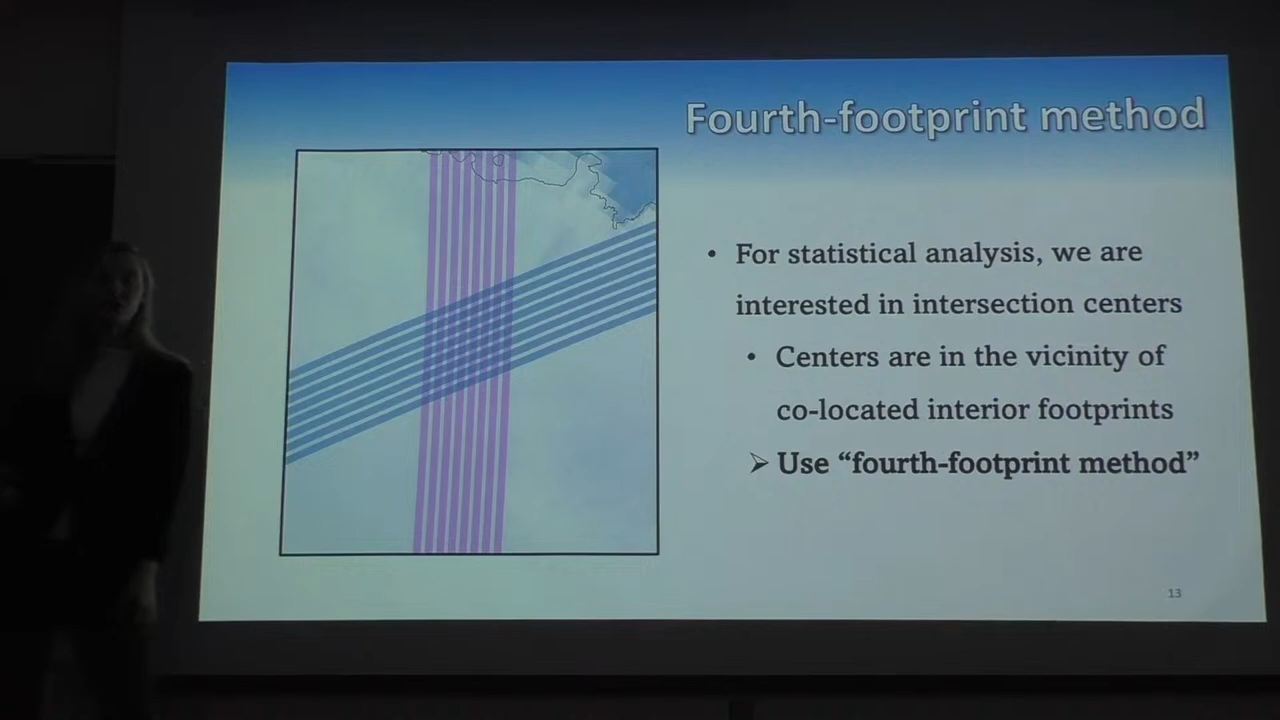 Fourth-footprint method
• For statistical analysis, we are
interested in intersection centers
• Centers are in the vicinity of
co-located interior footprints
➢ Use “fourth-footprint method”
13